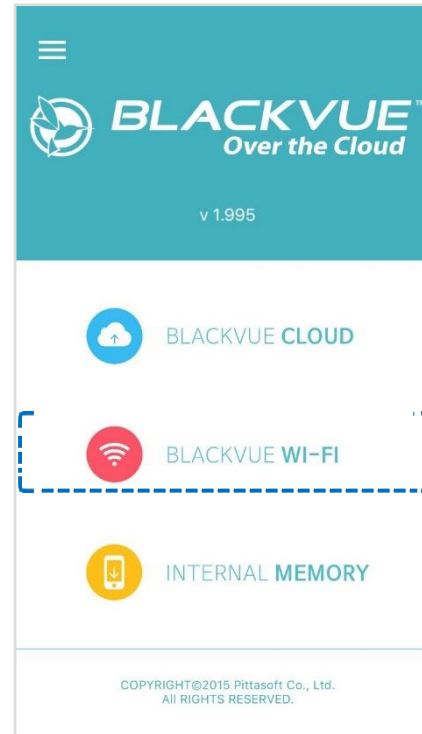 BLACKVUE™
Over the Cloud
v 1.995
BLACKVUE CLOUD
BLACKVUE WI-FI
INTERNAL MEMORY
COPYRIGHT©2015 Pittasoft Co., Ltd.
All RIGHTS RESERVED.